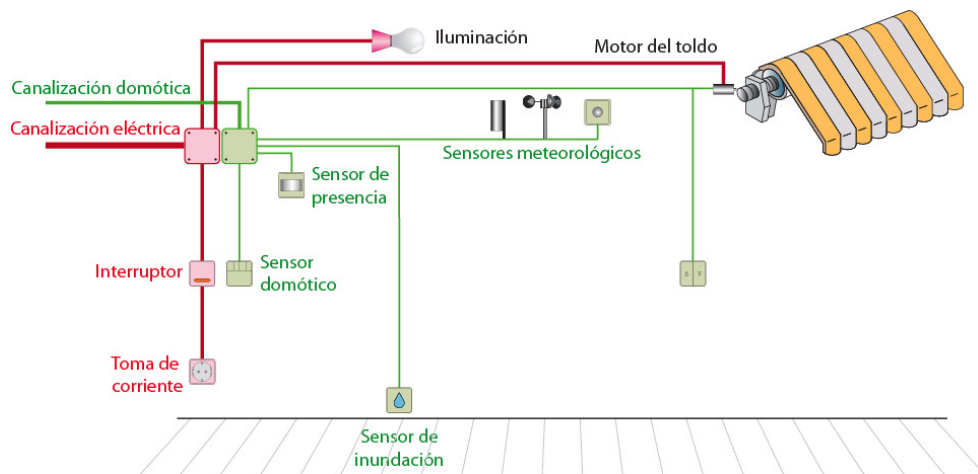 Iluminación
Motor del toldo
Canalización domótica
Canalización eléctrica
Sensores meteorológicos
Sensor de
presencia
Interruptor
Sensor
domótico
Toma de
corriente
Sensor de
inundación